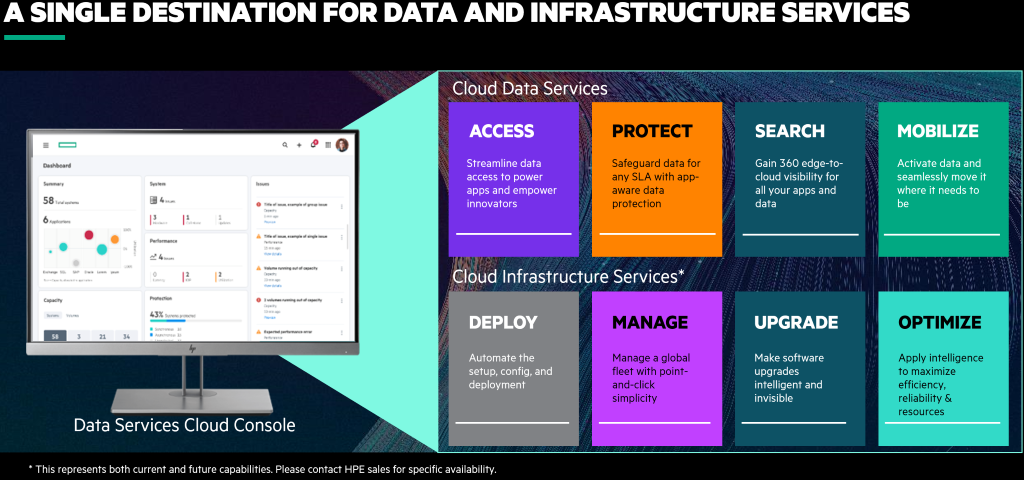 A SINGLE DESTINATION FOR DATA AND INFRASTRUCTURE SERVICES
Dashboard
Summary
58 Total systems
6 Applications
Capacity
58 3 21 34
System
4 Issues
3 1 1
Performance
4 Issues
0 2 2
Protection
43% Systems protected
Issues
Title of issue, example of group issue
Capacity
Title of issue, example of single issue
Performance
Volume running out of capacity
Capacity
3 volumes running out of capacity
Capacity
Expected performance error
Data Services Cloud Console
Cloud Data Services
ACCESS
Streamline data
access to power
apps and empower
innovators
PROTECT
Safeguard data for
any SLA with app-
aware data
protection
SEARCH
Gain 360 edge-to-
cloud visibility for
all your apps and
data
MOBILIZE
Activate data and
seamlessly move it
where it needs to
be
Cloud Infrastructure Services*
DEPLOY
Automate the
setup, config, and
deployment
MANAGE
Manage a global
fleet with point-
and-click
simplicity
UPGRADE
Make software
upgrades
intelligent and
invisible
OPTIMIZE
Apply intelligence
to maximize
efficiency,
reliability &
resources
* This represents both current and future capabilities. Please contact HPE sales for specific availability.